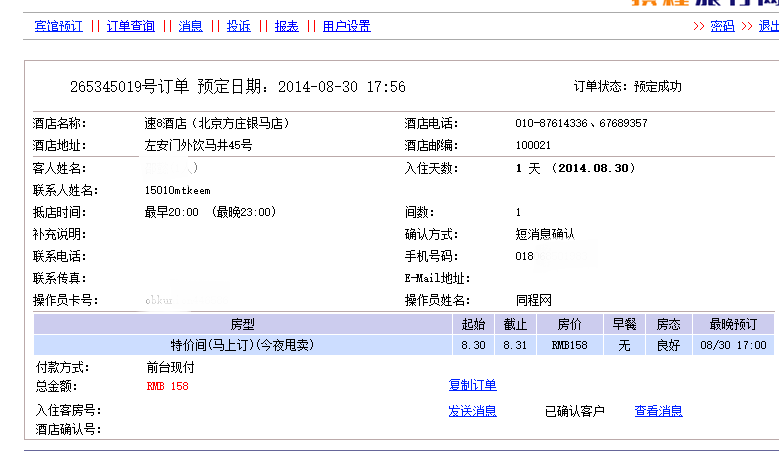 宾馆预订 || 订单查询 || 消息 || 投诉 || 报表 || 用户设置 >> 密码 >> 退出
265345019号订单 预定日期：2014-08-30 17:56 订单状态：预定成功
酒店名称： 速8酒店（北京方庄银马店） 酒店电话： 010-87614336、67689357
酒店地址： 左安门外饮马井45号 酒店邮编： 100021
客人姓名： ） 入住天数： 1 天 （2014.08.30）
联系人姓名： 15010mtkeem
抵店时间： 最早20:00 （最晚23:00） 间数： 1
补充说明： 确认方式： 短消息确认
联系电话： 手机号码： 018
联系传真： E-Mail地址：
操作员卡号： obkur 操作员姓名： 同程网
房型 起始 截止 房价 早餐 房态 最晚预订
特价间(马上订)(今夜甩卖) 8.30 8.31 RMB158 无 良好 08/30 17:00
付款方式： 前台现付
总金额： RMB 158 复制订单
入住客房号： 发送消息 已确认客户 查看消息
酒店确认号：